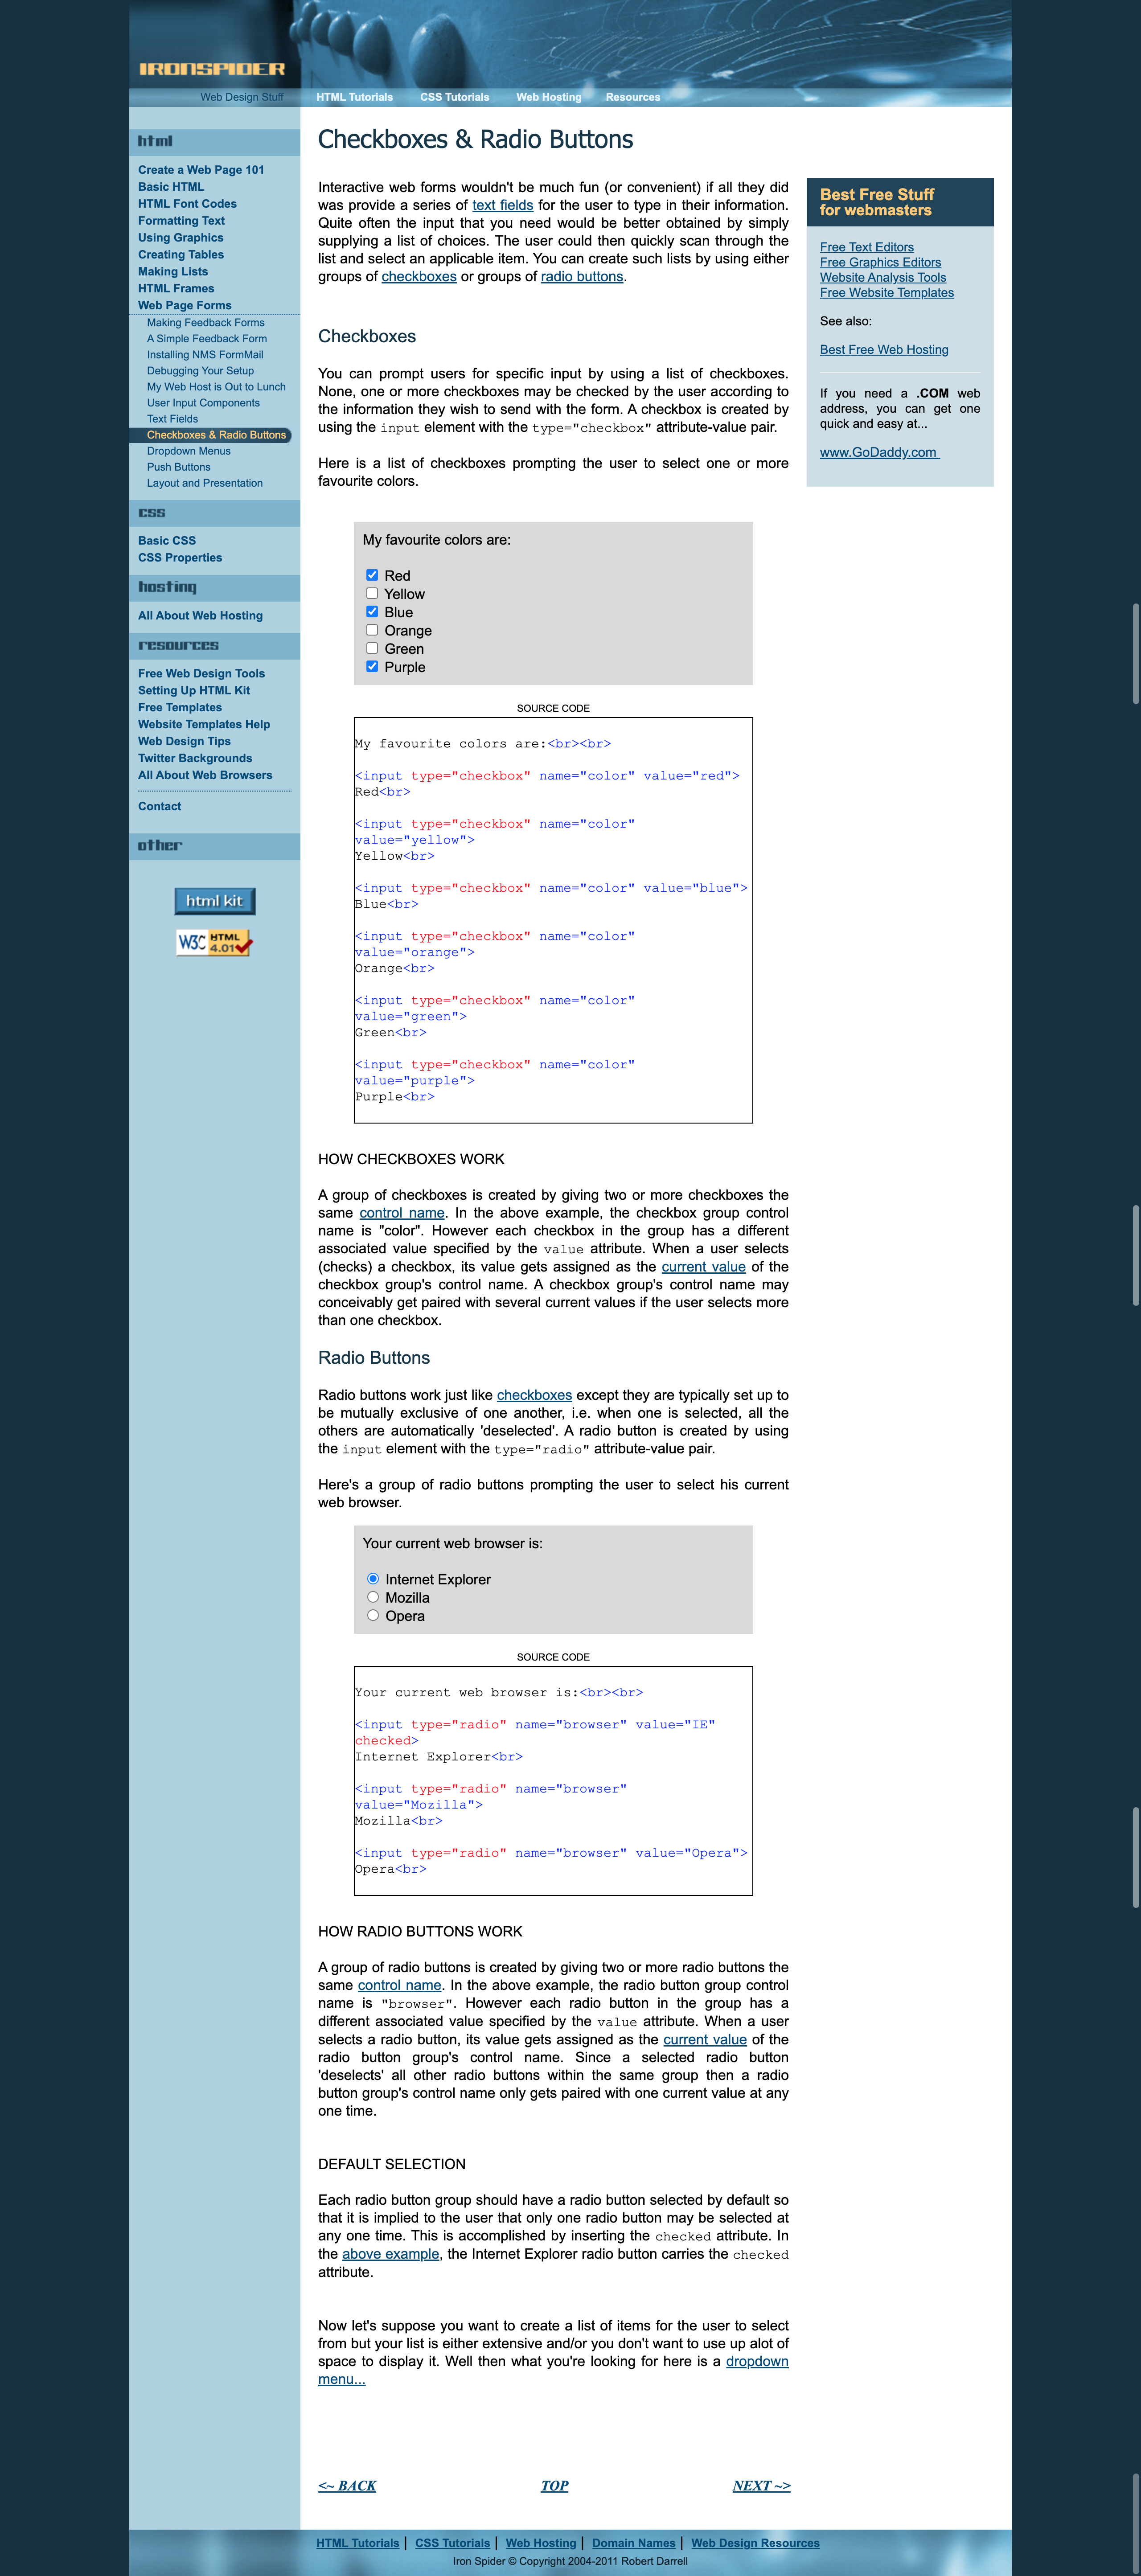 IRONSPIDER
Web Design Stuff
HTML Tutorials CSS Tutorials Web Hosting Resources
html
Create a Web Page 101
Basic HTML
HTML Font Codes
Formatting Text
Using Graphics
Creating Tables
Making Lists
HTML Frames
Web Page Forms
Making Feedback Forms
A Simple Feedback Form
Installing NMS FormMail
Debugging Your Setup
My Web Host is Out to Lunch
User Input Components
Text Fields
Checkboxes & Radio Buttons
Dropdown Menus
Push Buttons
Layout and Presentation
css
Basic CSS
CSS Properties
hosting
All About Web Hosting
resources
Free Web Design Tools
Setting Up HTML Kit
Free Templates
Website Templates Help
Web Design Tips
Twitter Backgrounds
All About Web Browsers
Contact
other
html kit
W3C HTML 4.01
Checkboxes & Radio Buttons
Interactive web forms wouldn't be much fun (or convenient) if all they did
was provide a series of text fields for the user to type in their information.
Quite often the input that you need would be better obtained by simply
supplying a list of choices. The user could then quickly scan through the
list and select an applicable item. You can create such lists by using either
groups of checkboxes or groups of radio buttons.
Checkboxes
You can prompt users for specific input by using a list of checkboxes.
None, one or more checkboxes may be checked by the user according to
the information they wish to send with the form. A checkbox is created by
using the input element with the type="checkbox" attribute-value pair.
Here is a list of checkboxes prompting the user to select one or more
favourite colors.
My favourite colors are:
Red
Yellow
Blue
Orange
Green
Purple
SOURCE CODE
My favourite colors are:<br><br>
<input type="checkbox" name="color" value="red">
Red<br>
<input type="checkbox" name="color"
value="yellow">
Yellow<br>
<input type="checkbox" name="color" value="blue">
Blue<br>
<input type="checkbox" name="color"
value="orange">
Orange<br>
<input type="checkbox" name="color"
value="green">
Green<br>
<input type="checkbox" name="color"
value="purple">
Purple<br>
HOW CHECKBOXES WORK
A group of checkboxes is created by giving two or more checkboxes the
same control name. In the above example, the checkbox group control
name is "color". However each checkbox in the group has a different
associated value specified by the value attribute. When a user selects
(checks) a checkbox, its value gets assigned as the current value of the
checkbox group's control name. A checkbox group's control name may
conceivably get paired with several current values if the user selects more
than one checkbox.
Radio Buttons
Radio buttons work just like checkboxes except they are typically set up to
be mutually exclusive of one another, i.e. when one is selected, all the
others are automatically 'deselected'. A radio button is created by using
the input element with the type="radio" attribute-value pair.
Here's a group of radio buttons prompting the user to select his current
web browser.
Your current web browser is:
Internet Explorer
Mozilla
Opera
SOURCE CODE
Your current web browser is:<br><br>
<input type="radio" name="browser" value="IE"
checked>
Internet Explorer<br>
<input type="radio" name="browser"
value="Mozilla">
Mozilla<br>
<input type="radio" name="browser" value="Opera">
Opera<br>
HOW RADIO BUTTONS WORK
A group of radio buttons is created by giving two or more radio buttons the
same control name. In the above example, the radio button group control
name is "browser". However each radio button in the group has a
different associated value specified by the value attribute. When a user
selects a radio button, its value gets assigned as the current value of the
radio button group's control name. Since a selected radio button
'deselects' all other radio buttons within the same group then a radio
button group's control name only gets paired with one current value at any
one time.
DEFAULT SELECTION
Each radio button group should have a radio button selected by default so
that it is implied to the user that only one radio button may be selected at
any one time. This is accomplished by inserting the checked attribute. In
the above example, the Internet Explorer radio button carries the checked
attribute.
Now let's suppose you want to create a list of items for the user to select
from but your list is either extensive and/or you don't want to use up alot of
space to display it. Well then what you're looking for here is a dropdown
menu...
<~ BACK TOP NEXT ~>
Best Free Stuff
for webmasters
Free Text Editors
Free Graphics Editors
Website Analysis Tools
Free Website Templates
See also:
Best Free Web Hosting
If you need a .COM web
address, you can get one
quick and easy at...
www.GoDaddy.com
HTML Tutorials | CSS Tutorials | Web Hosting | Domain Names | Web Design Resources
Iron Spider © Copyright 2004-2011 Robert Darrell